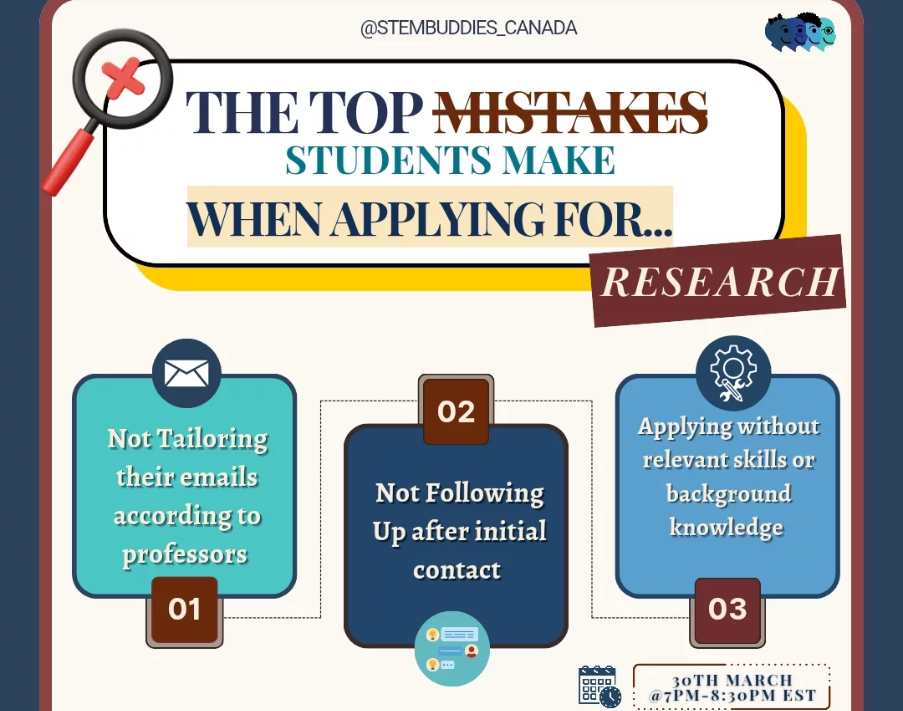 @STEMBUDDIES_CANADA
THE TOP MISTAKES
STUDENTS MAKE
WHEN APPLYING FOR...
RESEARCH
Not Tailoring
their emails
according to
professors
01
02
Not Following
Up after initial
contact
Applying without
relevant skills or
background
knowledge
03
30TH MARCH
@7PM-8:30PM EST